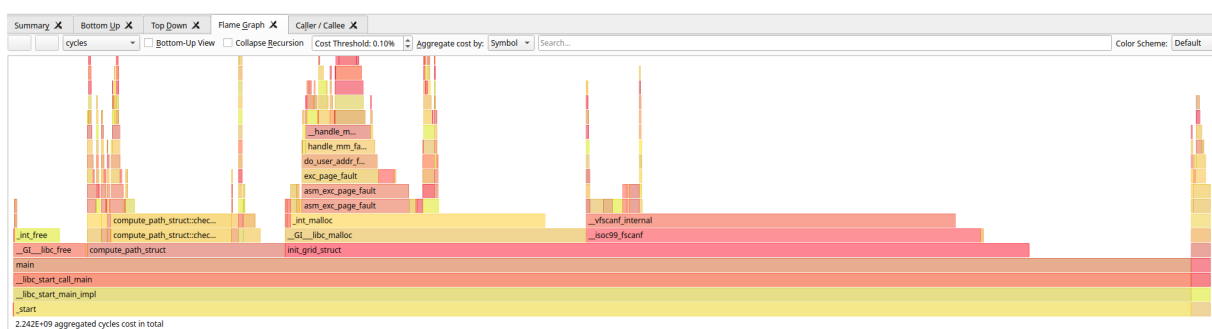 Summary Bottom Up Top Down Flame Graph Caller / Callee
cycles Bottom-Up View Collapse Recursion Cost Threshold: 0.10% Aggregate cost by: Symbol Search... Color Scheme: Default
__handle_m...
handle_mm_fa...
do_user_addr_f...
exc_page_fault
asm_exc_page_fault
asm_exc_page_fault
compute_path_struct::chec... _int_malloc __vfscanf_internal
_int_free compute_path_struct::chec... __GI___libc_malloc __isoc99_fscanf
__GI___libc_free compute_path_struct init_grid_struct
main
__libc_start_call_main
__libc_start_main_impl
_start
2.242E+09 aggregated cycles cost in total